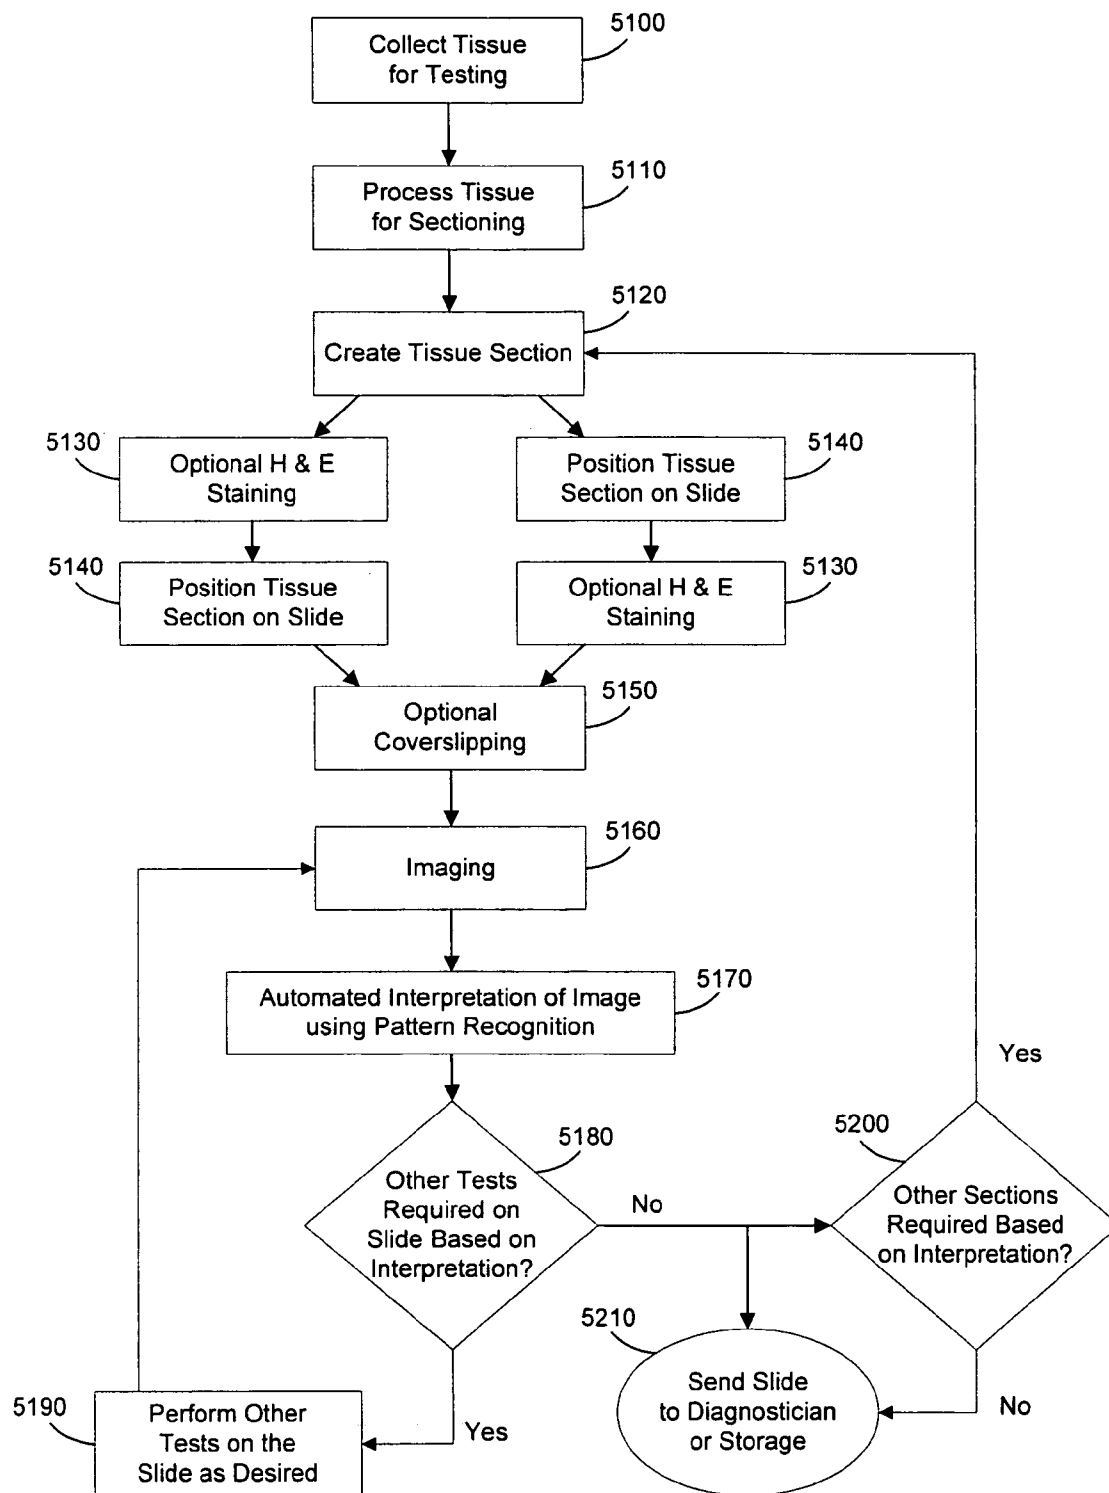 5100
Collect Tissue
for Testing
5110
Process Tissue
for Sectioning
5120
Create Tissue Section
5130
Optional H & E
Staining
5140
Position Tissue
Section on Slide
5140
Position Tissue
Section on Slide
5130
Optional H & E
Staining
5150
Optional
Coverslipping
5160
Imaging
5170
Automated Interpretation of Image
using Pattern Recognition
Yes
5180
Other Tests
Required on
Slide Based on
Interpretation?
No
5200
Other Sections
Required Based
on Interpretation?
5210
Send Slide
to Diagnostician
or Storage
No
5190
Perform Other
Tests on the
Slide as Desired
Yes